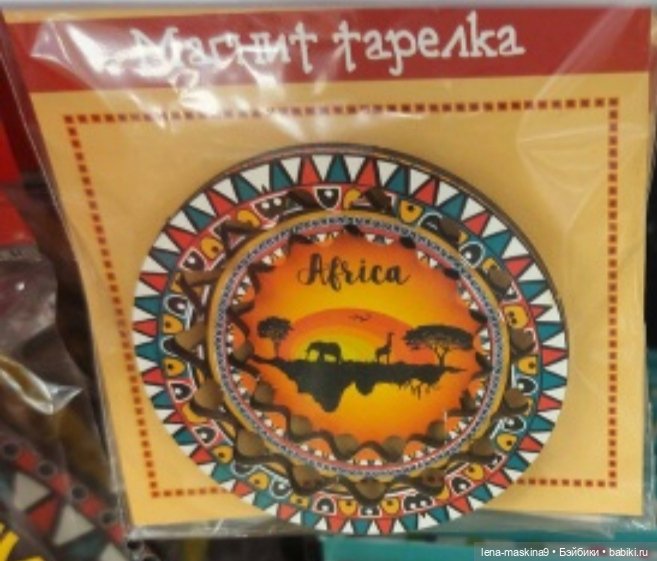 Магнит тарелка
Africa
lena-maskina9 • Бэйбики • babiki.ru